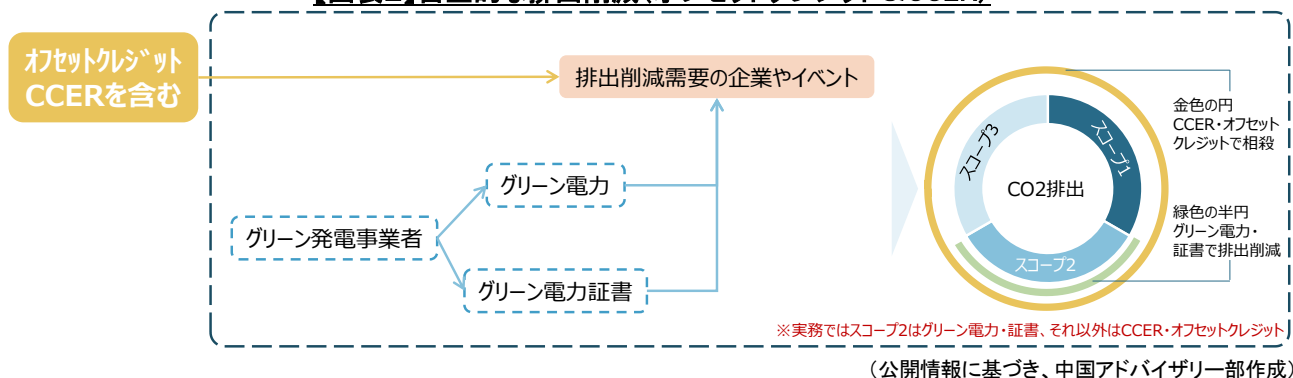 オフセットクレジット
CCERを含む
排出削減需要の企業やイベント
グリーン電力
グリーン発電事業者
グリーン電力証書
スコープ3
スコープ1
CO2排出
スコープ2
金色の円
CCER・オフセット
クレジットで相殺
緑色の半円
グリーン電力・
証書で排出削減
※実務ではスコープ2はグリーン電力・証書、それ以外はCCER・オフセットクレジット
（公開情報に基づき、中国アドバイザリー部作成）